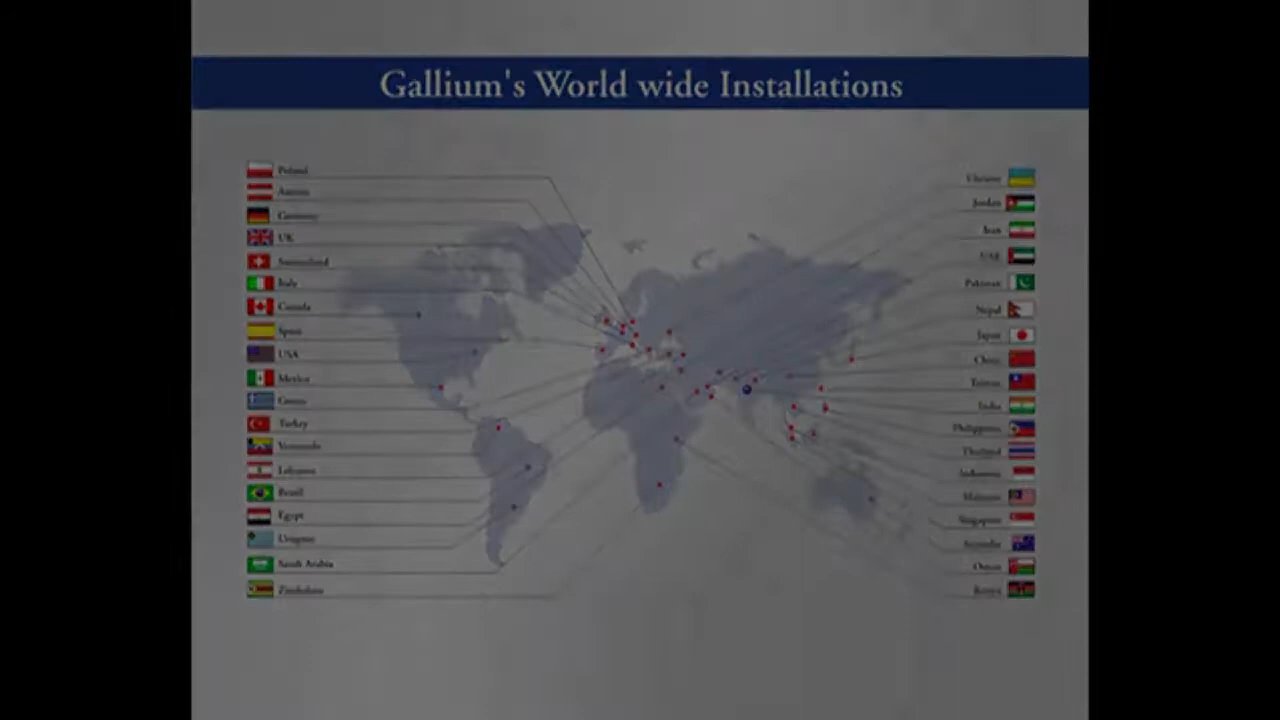 Gallium's World wide Installations
Poland
Austria
Germany
UK
Switzerland
Italy
Canada
Spain
USA
Mexico
Greece
Turkey
Venezuela
Lebanon
Brazil
Egypt
Uruguay
Saudi Arabia
Zimbabwe
Ukraine
Jordan
Iran
UAE
Pakistan
Nepal
Japan
China
Taiwan
India
Philippines
Thailand
Indonesia
Malaysia
Singapore
Australia
Oman
Kenya